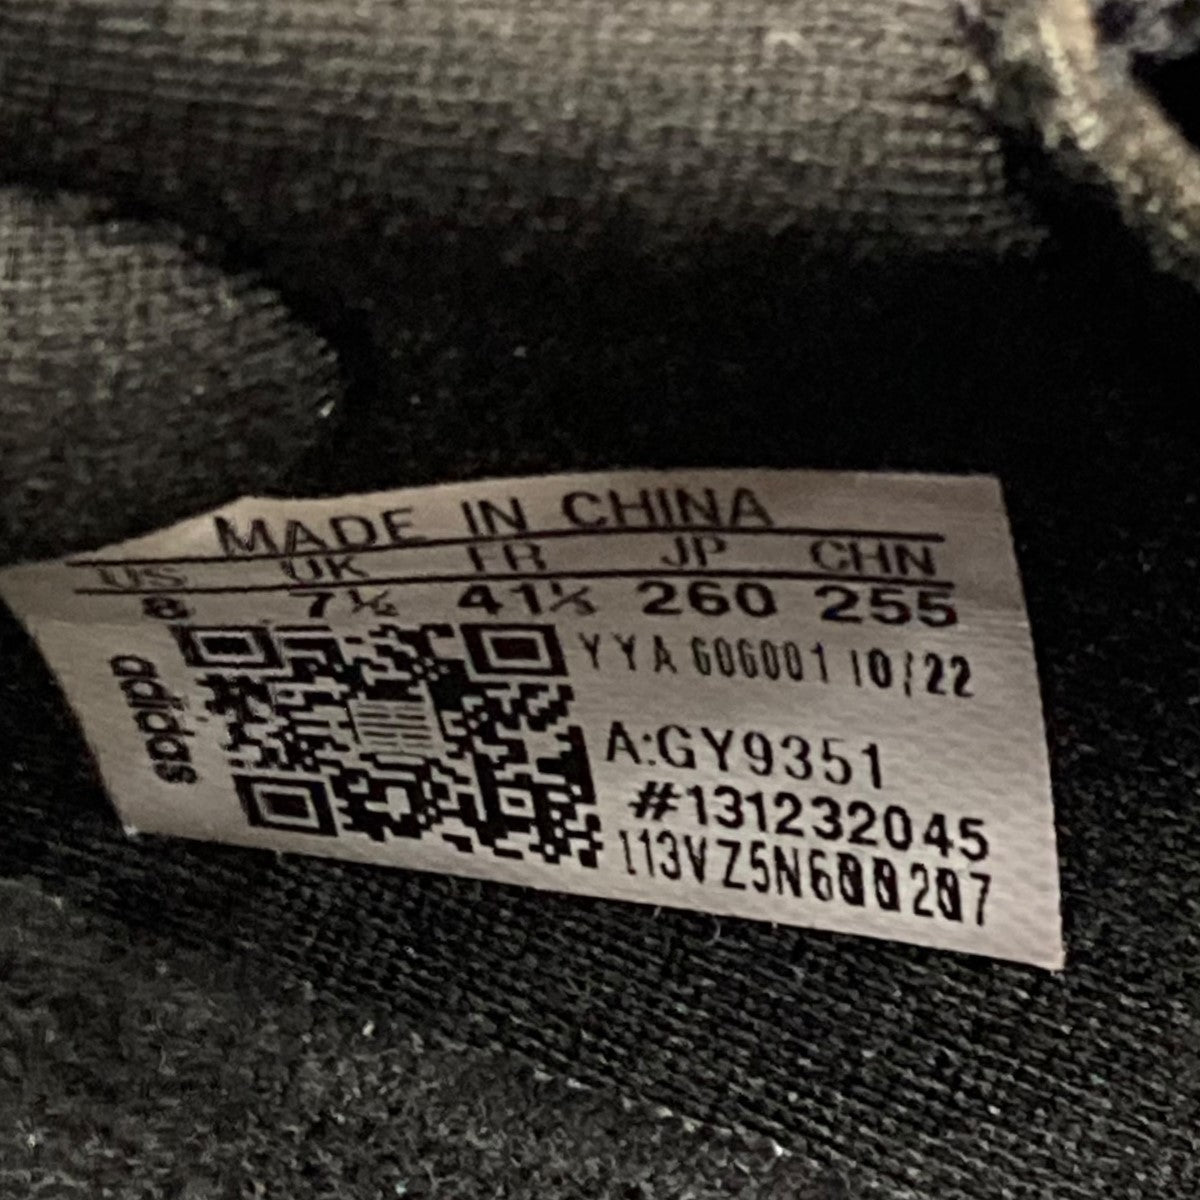 MADE IN CHINA
US UK FR JP CHN
8 7½ 41⅓ 260 255
YYA 606001 10/22
adidas
A:GY9351
#131232045
113VZ5N600207